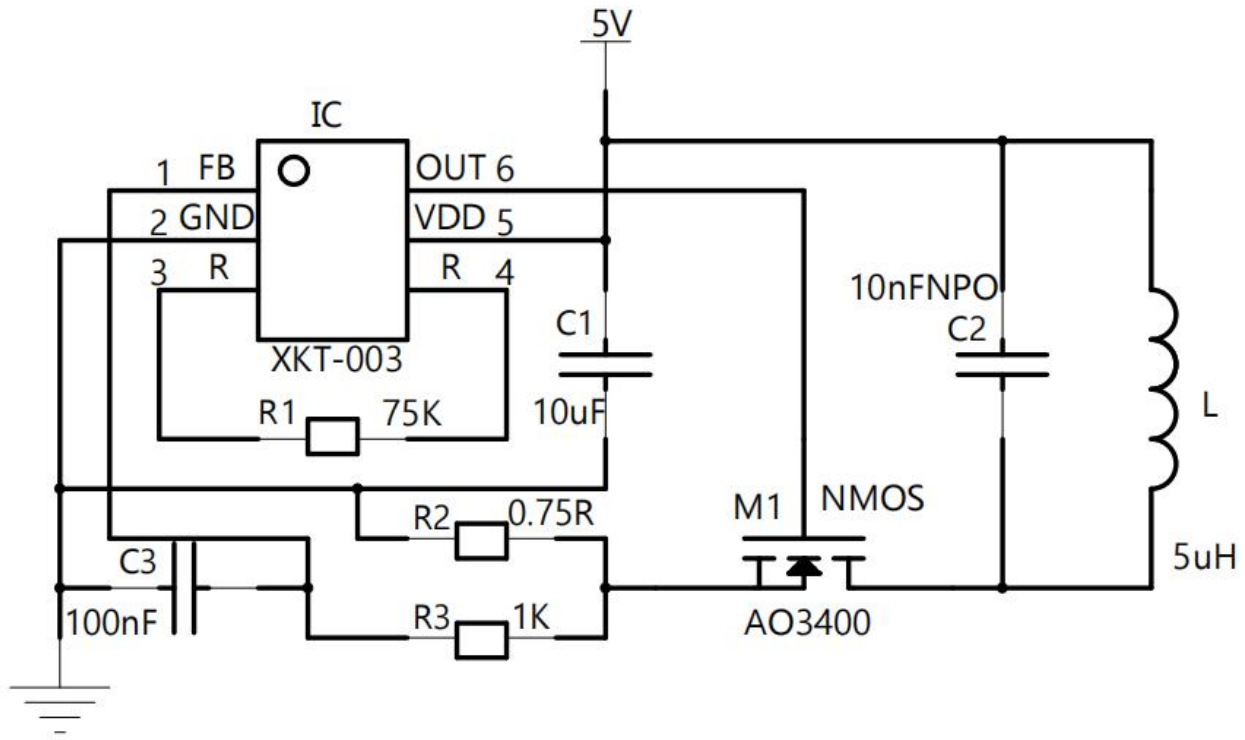 5V
IC
1 FB
OUT 6
2 GND
VDD 5
3 R
R 4
XKT-003
10nFNPO
C1
C2
R1 75K
10uF
L
M1 NMOS
R2 0.75R
C3
5uH
100nF
R3 1K
AO3400